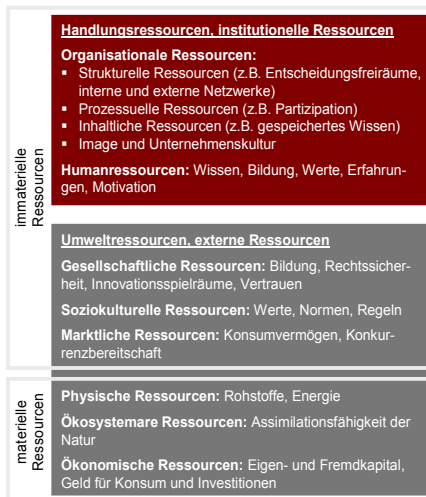 immaterielle
Ressourcen
Handlungsressourcen, institutionelle Ressourcen
Organisationale Ressourcen:
▪ Strukturelle Ressourcen (z.B. Entscheidungsfreiräume,
interne und externe Netzwerke)
▪ Prozessuelle Ressourcen (z.B. Partizipation)
▪ Inhaltliche Ressourcen (z.B. gespeichertes Wissen)
▪ Image und Unternehmenskultur
Humanressourcen: Wissen, Bildung, Werte, Erfahrun-
gen, Motivation
Umweltressourcen, externe Ressourcen
Gesellschaftliche Ressourcen: Bildung, Rechtssicher-
heit, Innovationsspielräume, Vertrauen
Soziokulturelle Ressourcen: Werte, Normen, Regeln
Marktliche Ressourcen: Konsumvermögen, Konkur-
renzbereitschaft
materielle
Ressourcen
Physische Ressourcen: Rohstoffe, Energie
Ökosystemare Ressourcen: Assimilationsfähigkeit der
Natur
Ökonomische Ressourcen: Eigen- und Fremdkapital,
Geld für Konsum und Investitionen